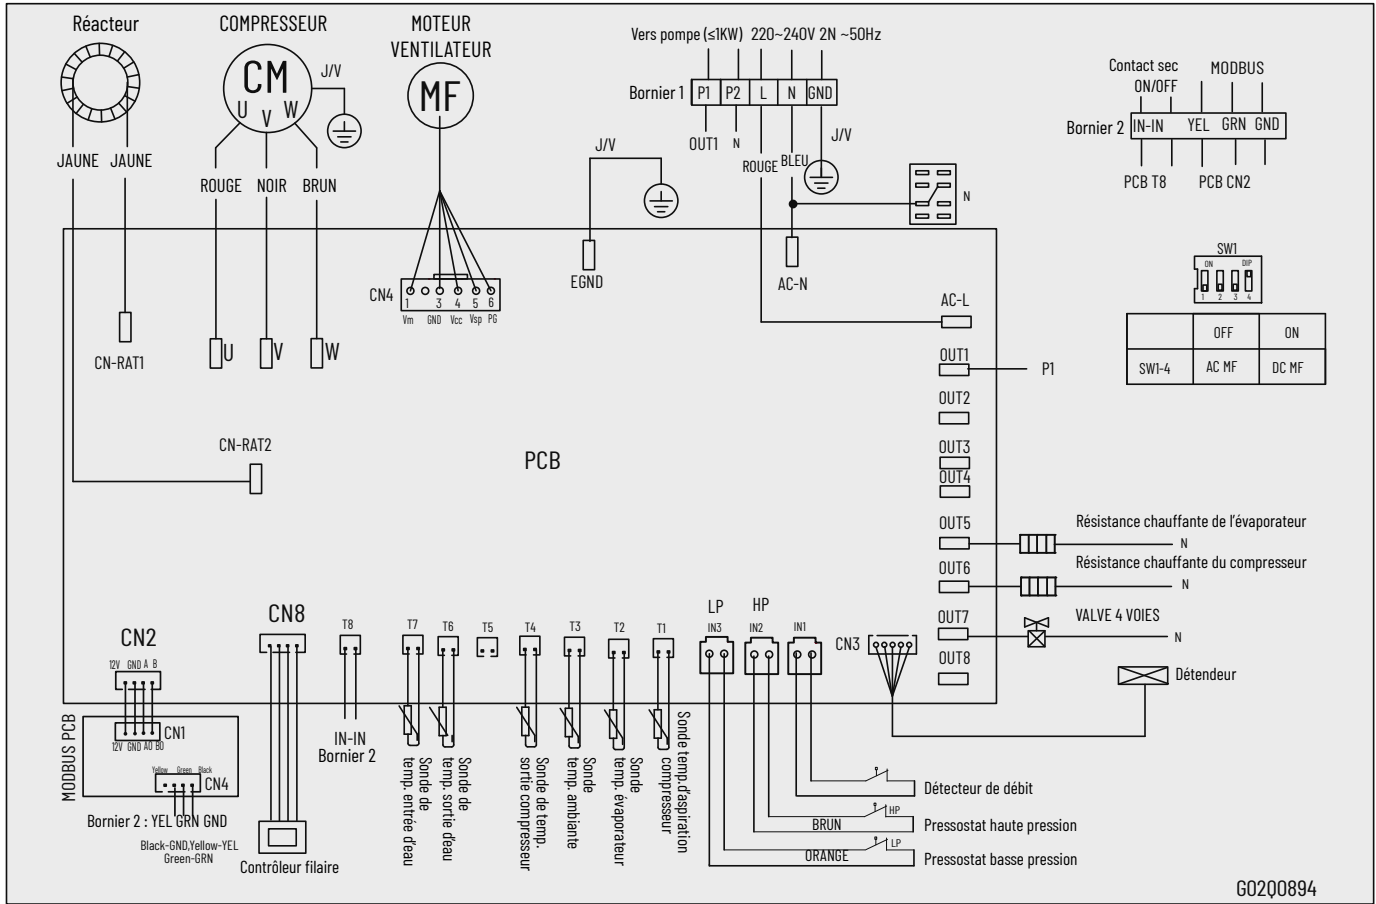 Réacteur
COMPRESSEUR
MOTEUR
VENTILATEUR
CM
U V W
J/V
MF
JAUNE JAUNE
ROUGE NOIR BRUN
Vers pompe (≤1KW) 220~240V 2N ~50Hz
Bornier 1 P1 P2 L N GND
OUT1 N
ROUGE BLEU
J/V
J/V
N
Contact sec
ON/OFF
MODBUS
Bornier 2 IN-IN YEL GRN GND
PCB T8 PCB CN2
SW1
ON DIP
1 2 3 4
OFF ON
SW1-4 AC MF DC MF
CN4
1 3 4 5 6
Vm GND Vcc Vsp PG
EGND
AC-N
AC-L
CN-RAT1
U V W
CN-RAT2
PCB
OUT1
P1
OUT2
OUT3
OUT4
OUT5
Résistance chauffante de l'évaporateur
N
OUT6
Résistance chauffante du compresseur
N
OUT7
VALVE 4 VOIES
N
OUT8
Détendeur
CN3
CN2
12V GND A B
CN8
T8 T7 T6 T5 T4 T3 T2 T1
LP HP
IN3 IN2 IN1
MODBUS PCB
CN1
12V GND A0 B0
Yellow Green Black
CN4
Bornier 2 : YEL GRN GND
Black-GND,Yellow-YEL
Green-GRN
Contrôleur filaire
IN-IN
Bornier 2
Sonde de
temp. entrée d'eau
Sonde de
temp. sortie d'eau
Sonde de temp.
sortie compresseur
Sonde
temp. ambiante
Sonde
temp. évaporateur
Sonde temp.d'aspiration
compresseur
Détecteur de débit
HP
BRUN
Pressostat haute pression
LP
ORANGE
Pressostat basse pression
G02Q0894